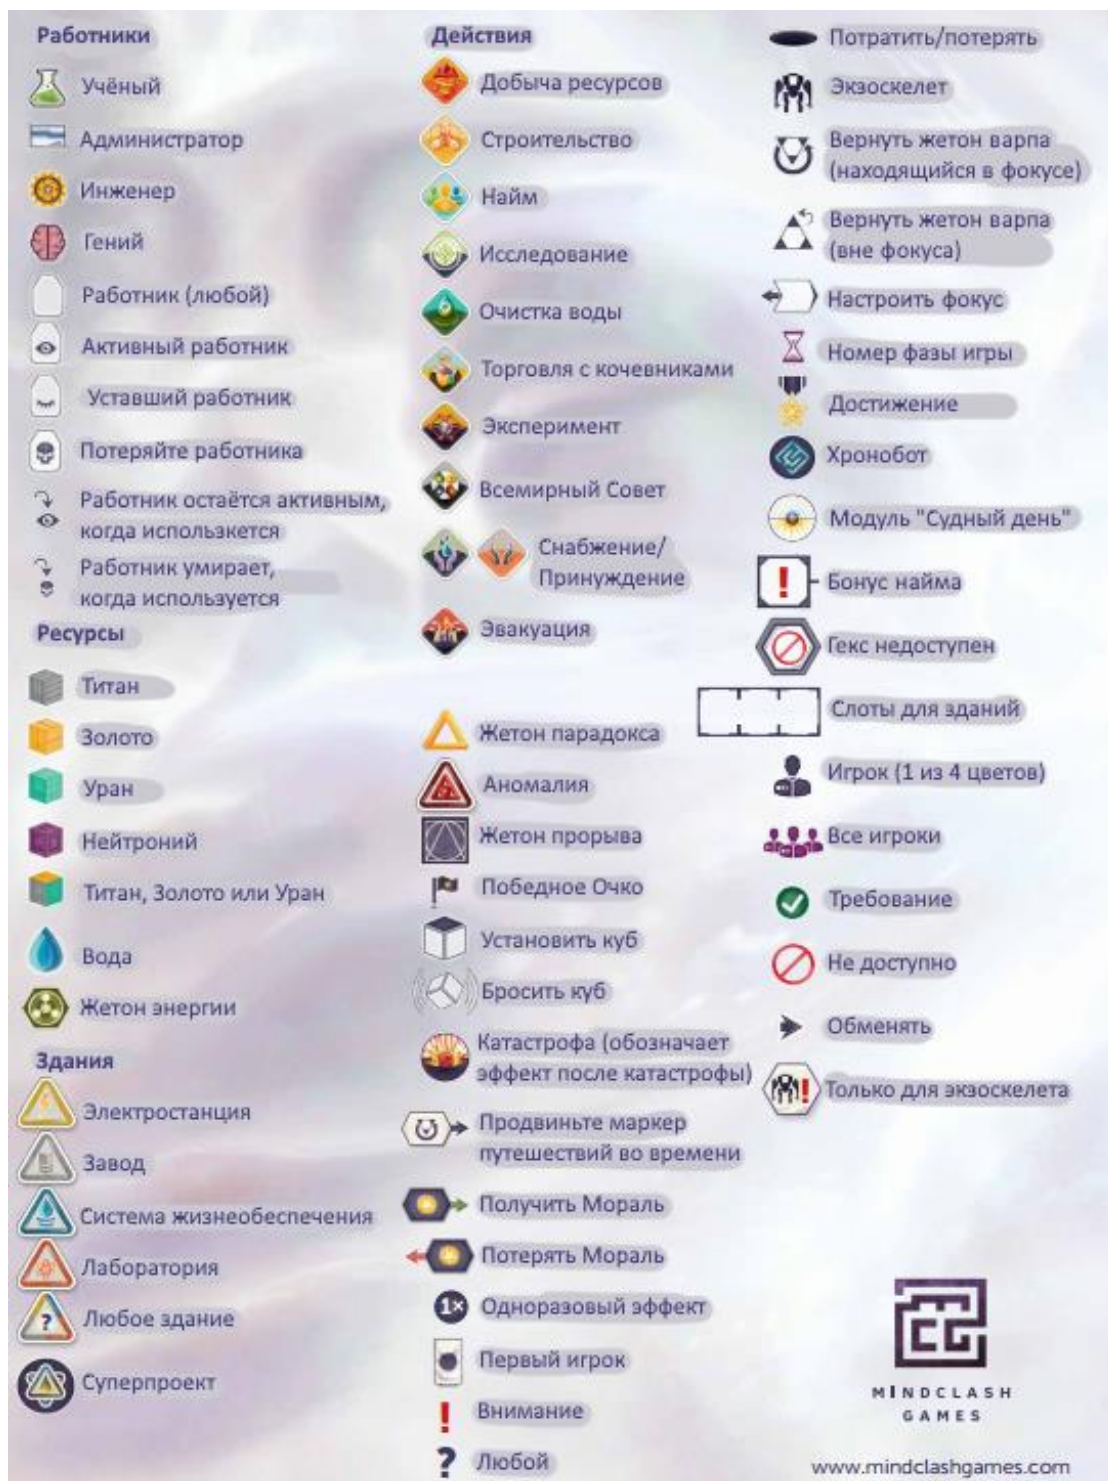 Работники
Учёный
Администратор
Инженер
Гений
Работник (любой)
Активный работник
Уставший работник
Потеряйте работника
Работник остаётся активным,
когда использкется
Работник умирает,
когда используется
Ресурсы
Титан
Золото
Уран
Нейтроний
Титан, Золото или Уран
Вода
Жетон энергии
Здания
Электростанция
Завод
Система жизнеобеспечения
Лаборатория
?
Любое здание
Суперпроект
Действия
Добыча ресурсов
Строительство
Найм
Исследование
Очистка воды
Торговля с кочевниками
Эксперимент
Всемирный Совет
Снабжение/
Принуждение
Эвакуация
Жетон парадокса
Аномалия
Жетон прорыва
Победное Очко
Установить куб
Бросить куб
Катастрофа (обозначает
эффект после катастрофы)
Продвиньте маркер
путешествий во времени
Получить Мораль
Потерять Мораль
1×
Одноразовый эффект
Первый игрок
! Внимание
? Любой
Потратить/потерять
Экзоскелет
Вернуть жетон варпа
(находящийся в фокусе)
Вернуть жетон варпа
(вне фокуса)
Настроить фокус
Номер фазы игры
Достижение
Хронобот
Модуль "Судный день"
! Бонус найма
Гекс недоступен
Слоты для зданий
Игрок (1 из 4 цветов)
Все игроки
Требование
Не доступно
Обменять
! Только для экзоскелета
MINDCLASH
GAMES
www.mindclashgames.com